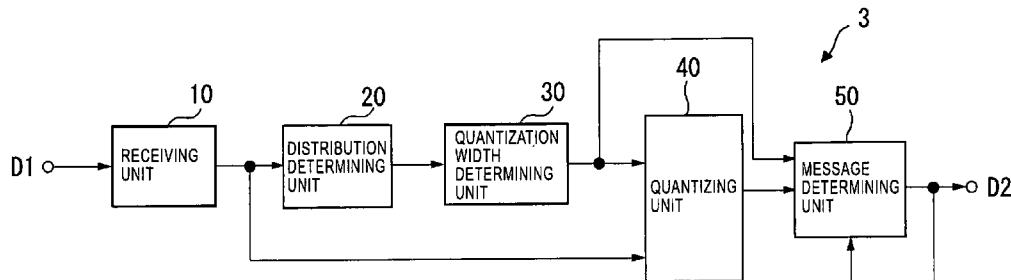 3
10
20
30
40
50
D1
RECEIVING
UNIT
DISTRIBUTION
DETERMINING
UNIT
QUANTIZATION
WIDTH
DETERMINING
UNIT
QUANTIZING
UNIT
MESSAGE
DETERMINING
UNIT
D2